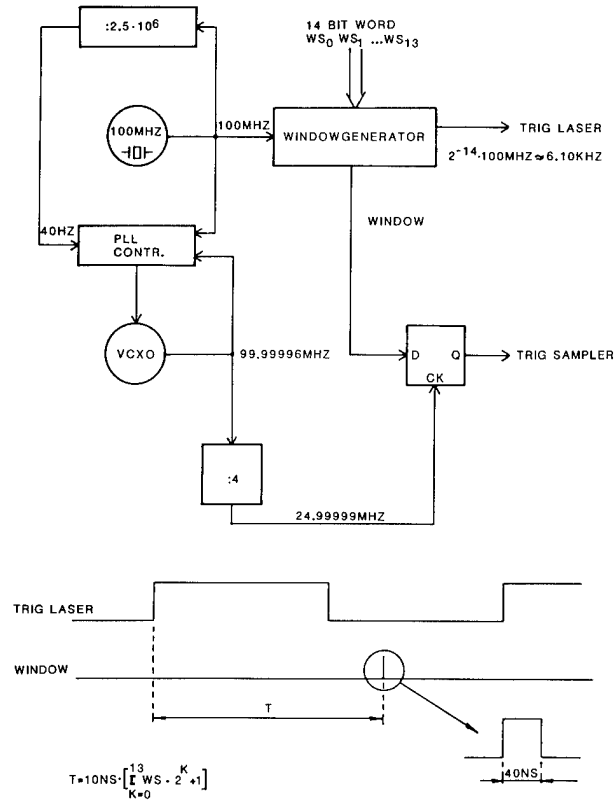 :2.5·10⁶
14 BIT WORD
WS₀ WS₁ ...WS₁₃
100MHZ
100MHZ
WINDOWGENERATOR
TRIG LASER
2⁻¹⁴·100MHZ≈6.10KHZ
40HZ
PLL
CONTR.
WINDOW
VCXO
99.99996MHZ
D Q
CK
TRIG SAMPLER
:4
24.99999MHZ
TRIG LASER
WINDOW
T
40NS
T=10NS·[Σ WS · 2ᴷ +1]
13
K=0